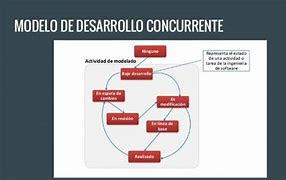 MODELO DE DESARROLLO CONCURRENTE
Ninguno
Representa el estado
de una actividad o
tarea de la ingeniería
de software
Actividad de modelado
Bajo desarrollo
En espera de
cambios
En
modificación
En revisión
En línea de
base
Realizado